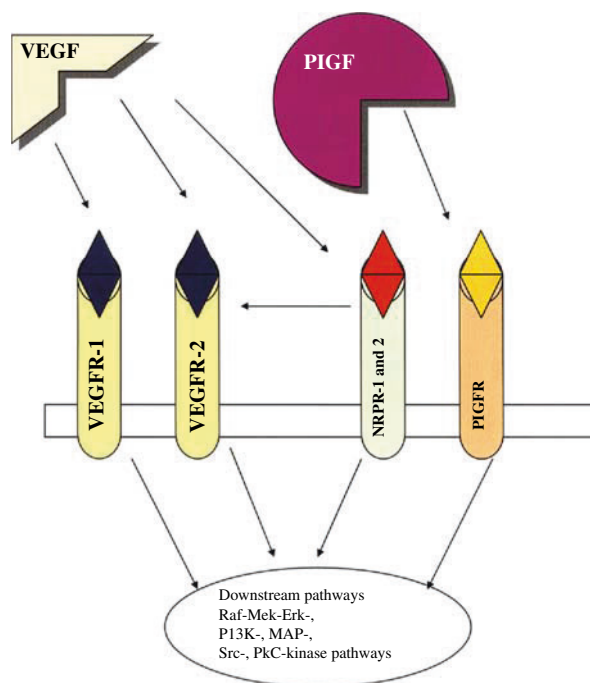 VEGF
PIGF
VEGFR-1
VEGFR-2
NRPR-1 and 2
PIGFR
Downstream pathways
Raf-Mek-Erk-,
P13K-, MAP-,
Src-, PkC-kinase pathways